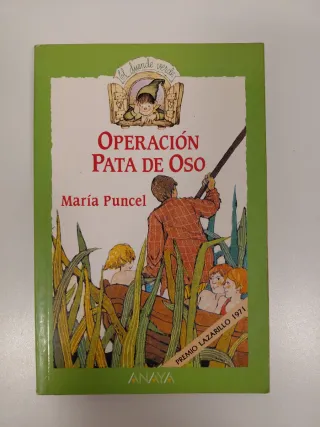 El duende verde
OPERACIÓN
PATA DE OSO
María Puncel
PREMIO LAZARILLO 1971
ANAYA